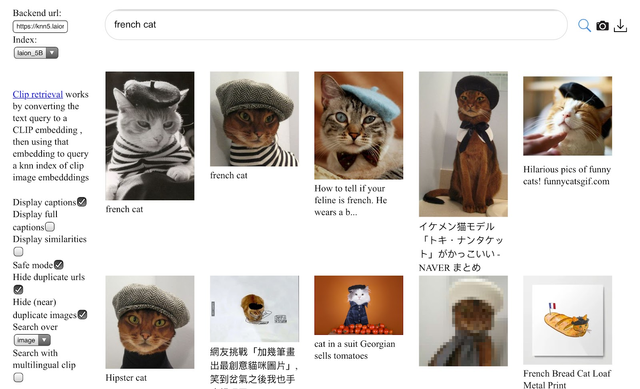 Backend url:
https://knn5.laion
Index:
laion_5B
french cat
Clip retrieval works
by converting the
text query to a
CLIP embedding ,
then using that
embedding to query
a knn index of clip
image embedddings
Display captions
Display full
captions
Display similarities
Safe mode
Hide duplicate urls
Hide (near)
duplicate images
Search over
image
Search with
multilingual clip
french cat
french cat
How to tell if your
feline is french. He
wears a b...
イケメン猫モデル
「トキ・ナンタケッ
ト」がかっこいい -
NAVER まとめ
Hilarious pics of funny
cats! funnycatsgif.com
Hipster cat
網友挑戰「加幾筆畫
出最創意貓咪圖片」,
笑到岔氣之後我也手
cat in a suit Georgian
sells tomatoes
French Bread Cat Loaf
Metal Print